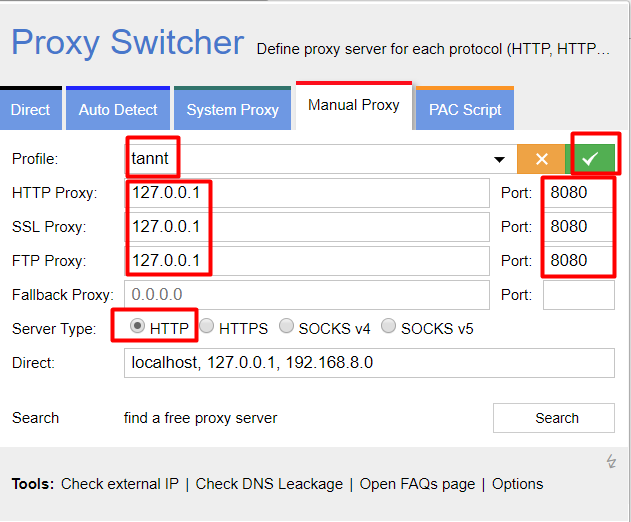 Proxy Switcher Define proxy server for each protocol (HTTP, HTTP…
Direct Auto Detect System Proxy Manual Proxy PAC Script
Profile: tannt
HTTP Proxy: 127.0.0.1 Port: 8080
SSL Proxy: 127.0.0.1 Port: 8080
FTP Proxy: 127.0.0.1 Port: 8080
Fallback Proxy: 0.0.0.0 Port:
Server Type: HTTP HTTPS SOCKS v4 SOCKS v5
Direct: localhost, 127.0.0.1, 192.168.8.0
Search find a free proxy server Search
Tools: Check external IP | Check DNS Leackage | Open FAQs page | Options